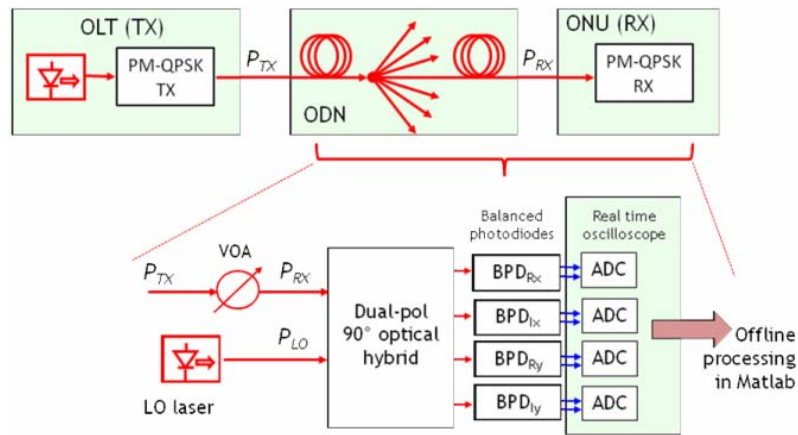 OLT (TX)
PM-QPSK
TX
P_TX
ODN
P_RX
ONU (RX)
PM-QPSK
RX
Balanced
photodiodes
Real time
oscilloscope
VOA
P_TX
P_RX
P_LO
LO laser
Dual-pol
90° optical
hybrid
BPD_Rx
BPD_Ix
BPD_Ry
BPD_Iy
ADC
ADC
ADC
ADC
Offline
processing
in Matlab